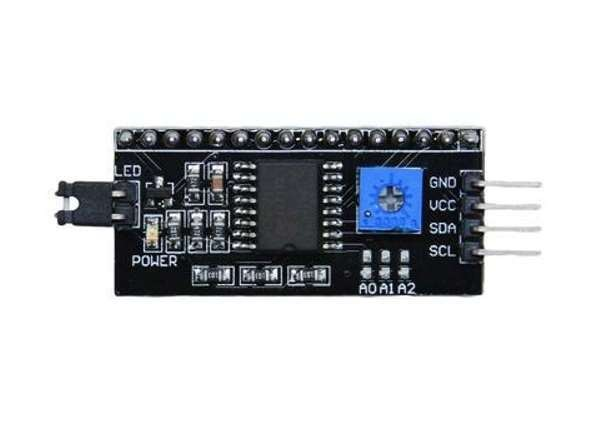 LED
GND
VCC
SDA
SCL
POWER
A0 A1 A2